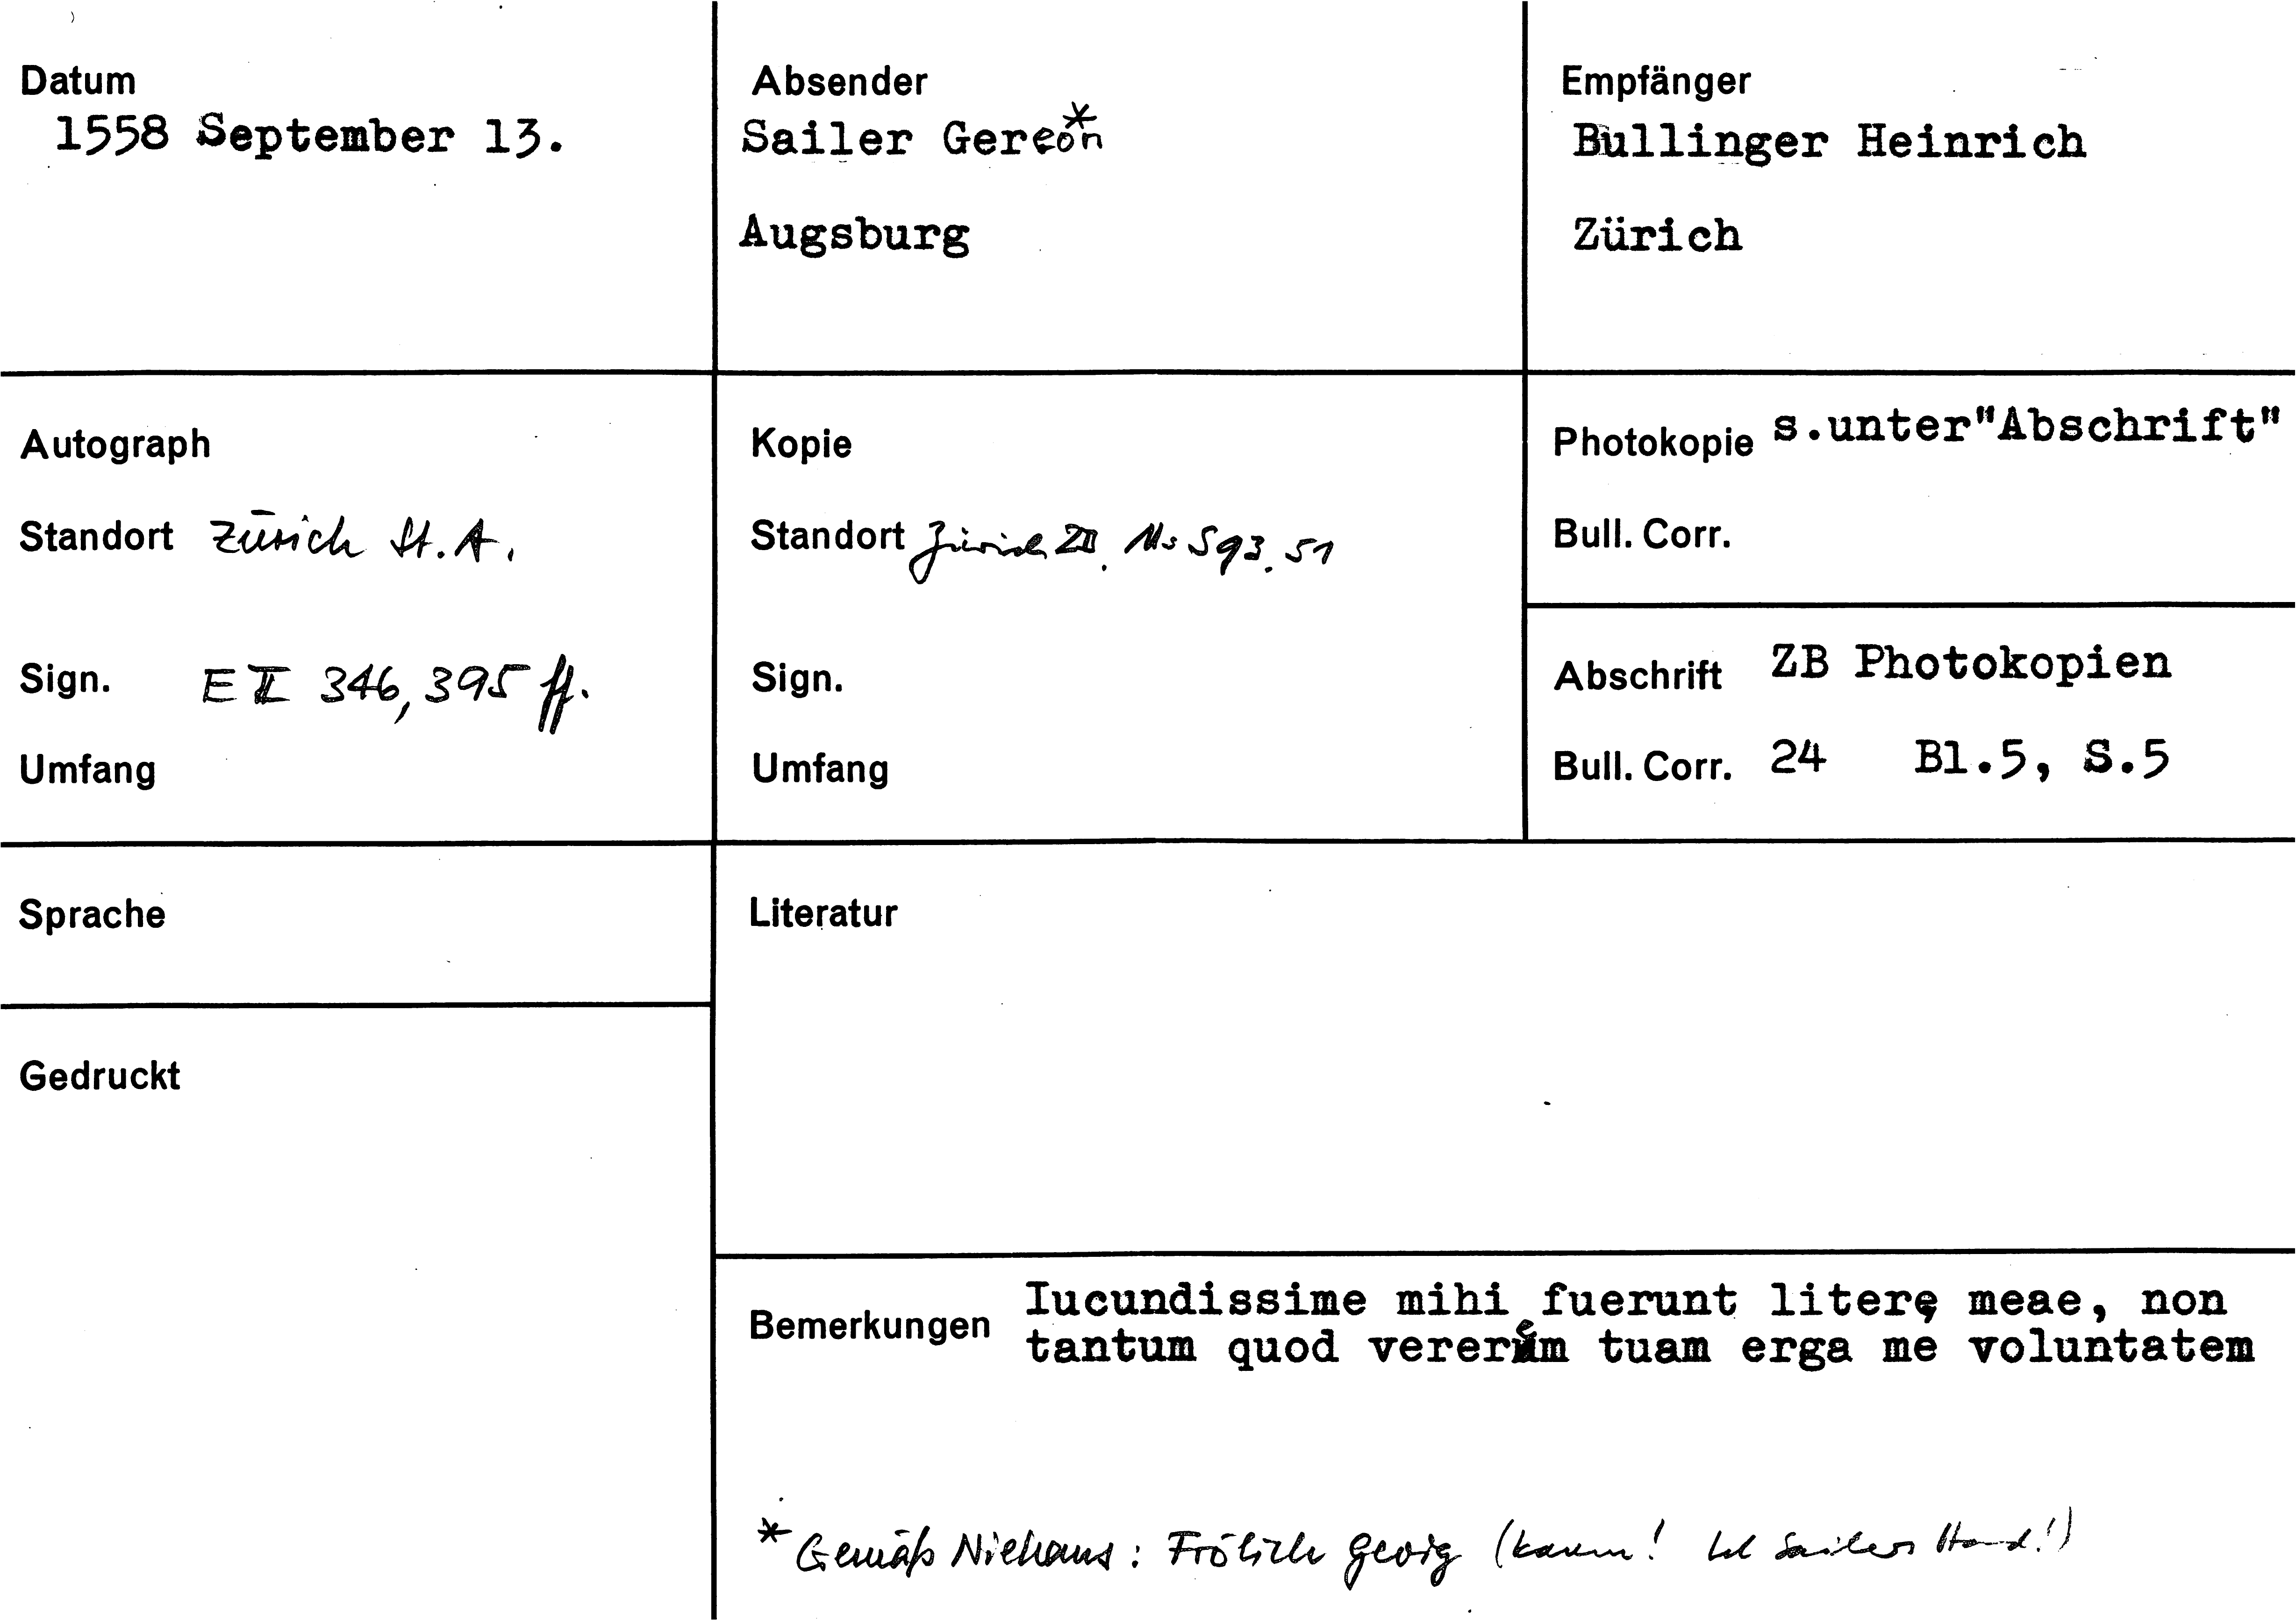 Datum
1558 September 13.
Absender
Sailer Gereon*
Augsburg
Empfänger
Bullinger Heinrich
Zürich
Autograph
Standort Zürich St. A.
Sign. E II 346, 395 ff.
Umfang
Kopie
Standort Zürich ZB. Ms S 93. 51
Sign.
Umfang
Photokopie s.unter"Abschrift"
Bull. Corr.
Abschrift ZB Photokopien
Bull. Corr. 24 Bl.5, S.5
Sprache
Gedruckt
Literatur
Bemerkungen Iucundissime mihi fuerunt literę meae, non
tantum quod vererem tuam erga me voluntatem
* Gemäß Niehans: Frölich Georg (kaum! Ist Sailers Hand!)